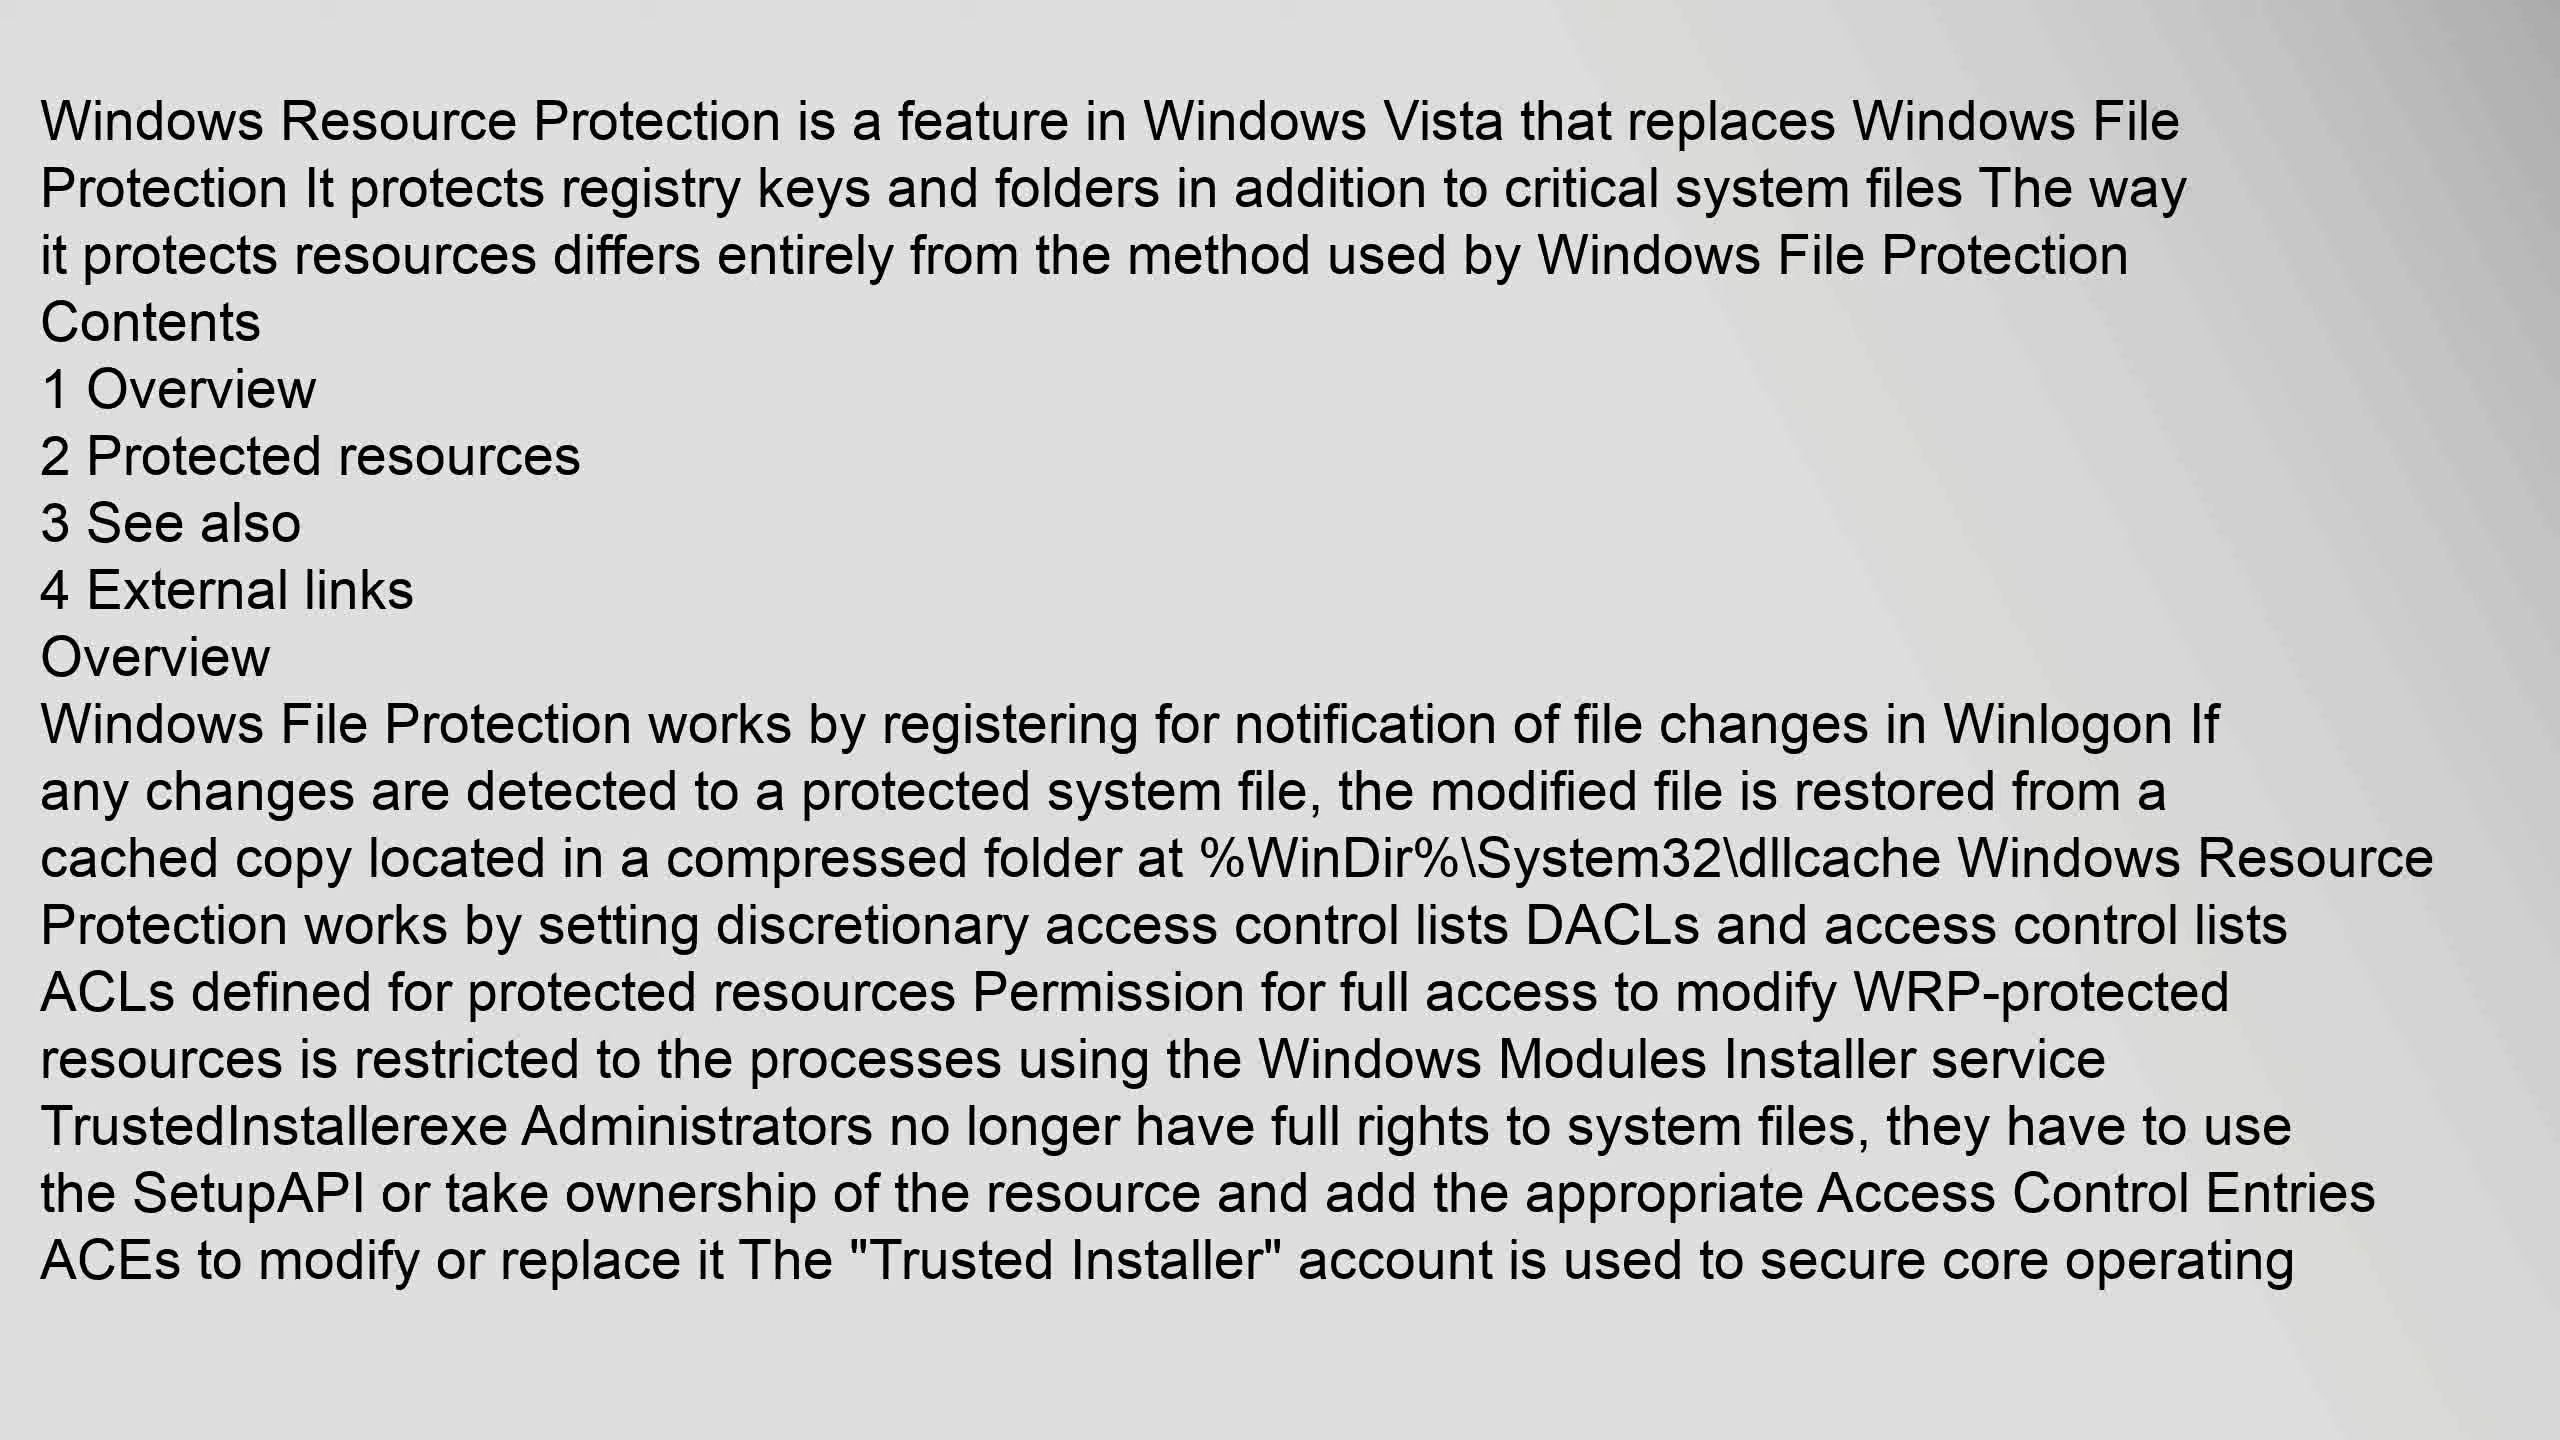 Windows Resource Protection is a feature in Windows Vista that replaces Windows File
Protection It protects registry keys and folders in addition to critical system files The way
it protects resources differs entirely from the method used by Windows File Protection
Contents
1 Overview
2 Protected resources
3 See also
4 External links
Overview
Windows File Protection works by registering for notification of file changes in Winlogon If
any changes are detected to a protected system file, the modified file is restored from a
cached copy located in a compressed folder at %WinDir%\System32\dllcache Windows Resource
Protection works by setting discretionary access control lists DACLs and access control lists
ACLs defined for protected resources Permission for full access to modify WRP-protected
resources is restricted to the processes using the Windows Modules Installer service
TrustedInstallerexe Administrators no longer have full rights to system files, they have to use
the SetupAPI or take ownership of the resource and add the appropriate Access Control Entries
ACEs to modify or replace it The "Trusted Installer" account is used to secure core operating